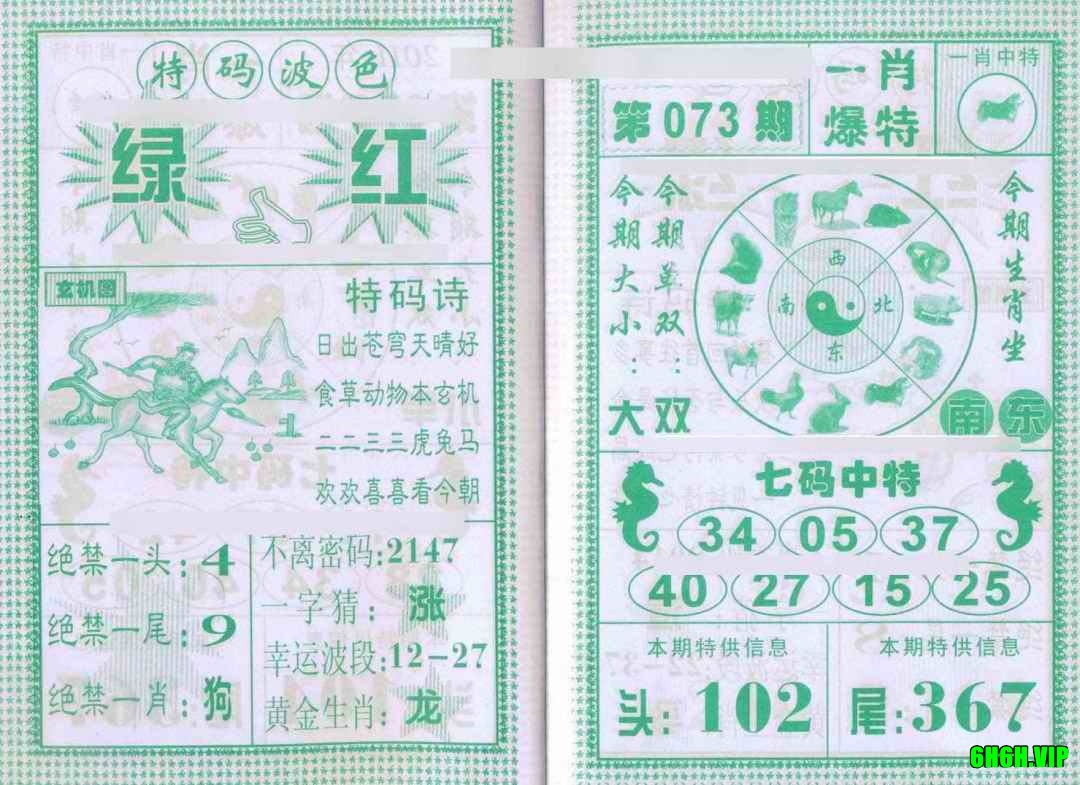 特码波色
绿 红
玄机图
特码诗
日出苍穹天晴好
食草动物本玄机
二二三三虎兔马
欢欢喜喜看今朝
绝禁一头:4
绝禁一尾:9
绝禁一肖:狗
不离密码:2147
一字猜:涨
幸运波段:12-27
黄金生肖:龙
第073期
一肖
爆特
一肖中特
今期大小:大
今期单双:双
西
南 北
东
今期生肖坐
南东
七码中特
34 05 37
40 27 15 25
本期特供信息
头:102
本期特供信息
尾:367
6H6H.VIP